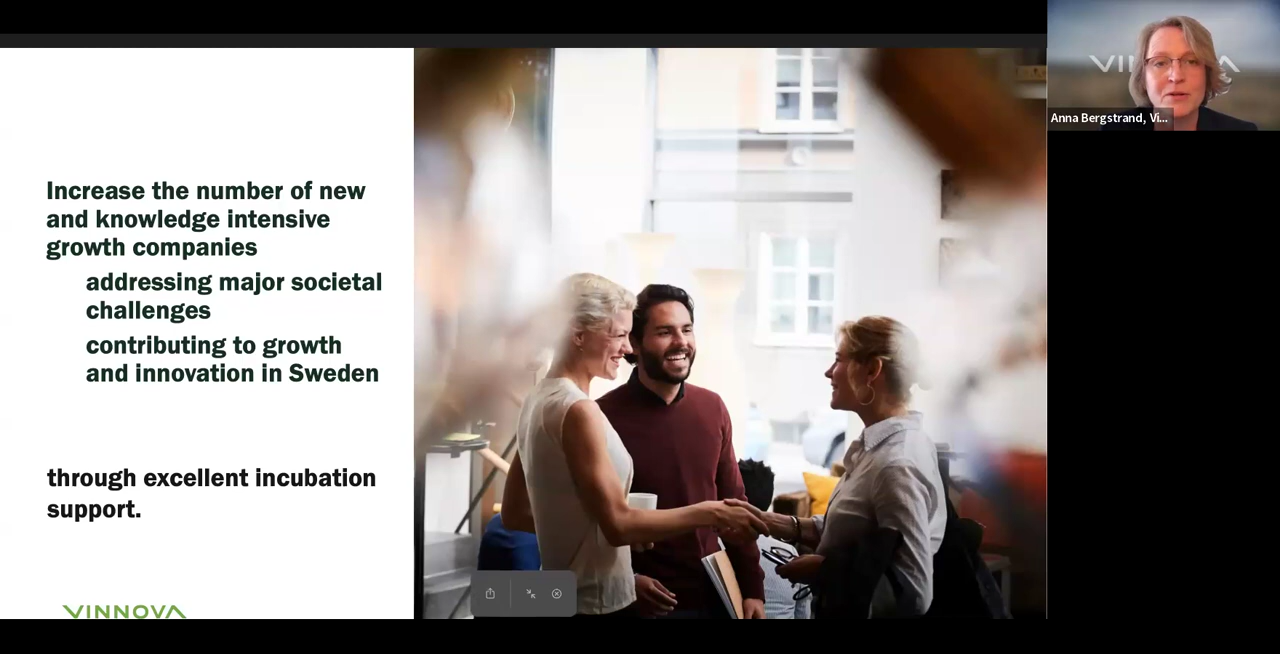 Increase the number of new
and knowledge intensive
growth companies
addressing major societal
challenges
contributing to growth
and innovation in Sweden
through excellent incubation
support.
VINNOVA
Anna Bergstrand, Vi...